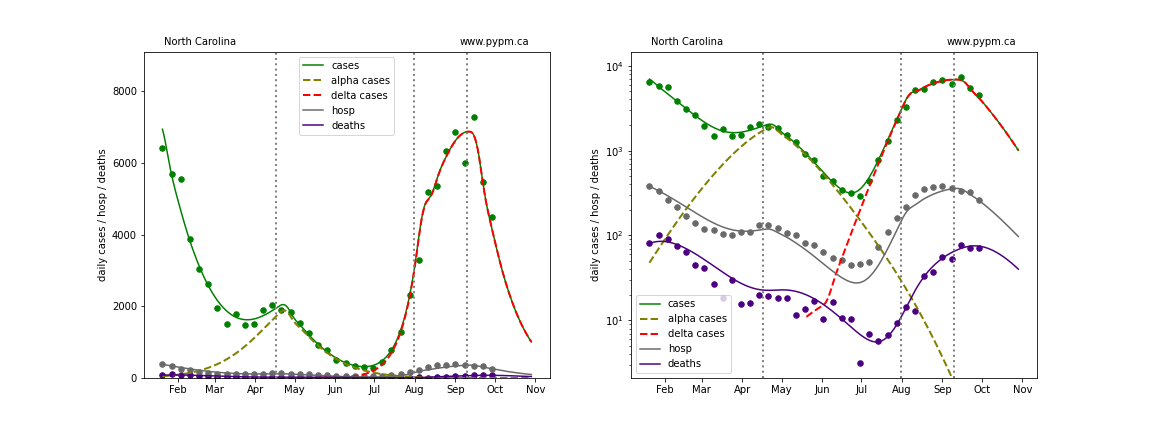 North Carolina www.pypm.ca
cases
alpha cases
delta cases
hosp
deaths
8000
6000
4000
2000
0
daily cases / hosp / deaths
Feb Mar Apr May Jun Jul Aug Sep Oct Nov
North Carolina www.pypm.ca
10⁴
10³
10²
10¹
daily cases / hosp / deaths
cases
alpha cases
delta cases
hosp
deaths
Feb Mar Apr May Jun Jul Aug Sep Oct Nov